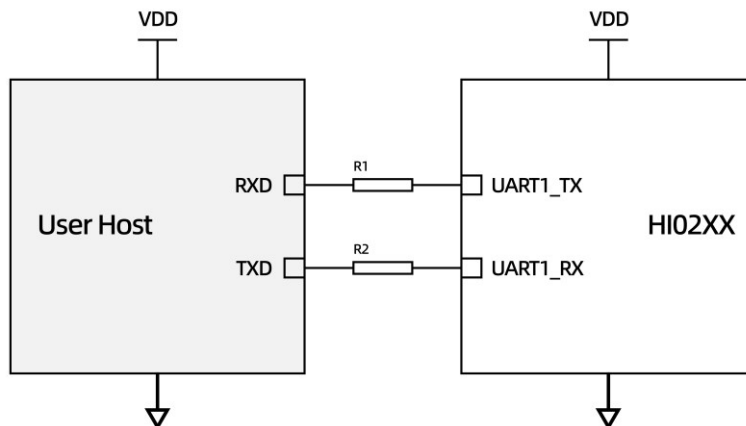 VDD
VDD
R1
RXD
UART1_TX
User Host
HI02XX
R2
TXD
UART1_RX